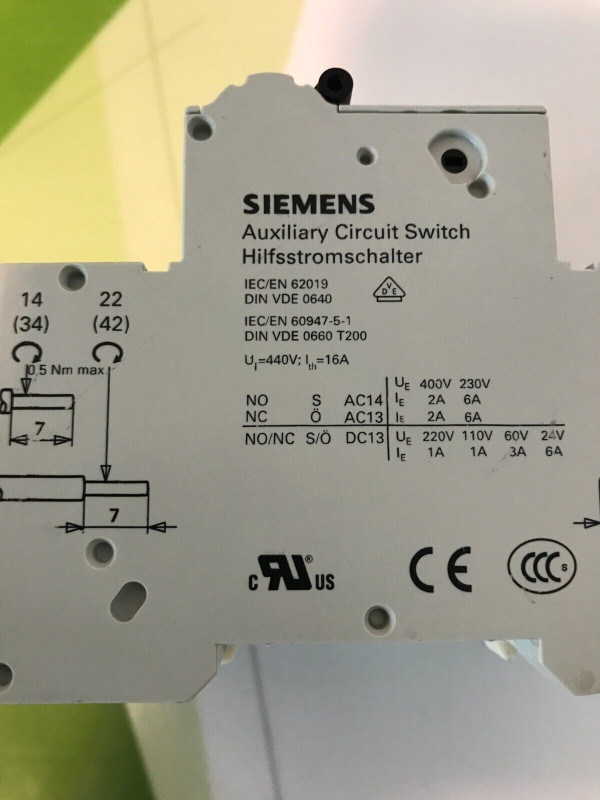 SIEMENS
Auxiliary Circuit Switch
Hilfsstromschalter
IEC/EN 62019
DIN VDE 0640
VDE
IEC/EN 60947-5-1
DIN VDE 0660 T200
Ui=440V; Ith=16A
UE 400V 230V
NO S AC14 IE 2A 6A
NC Ö AC13 IE 2A 6A
NO/NC S/Ö DC13 UE 220V 110V 60V 24V
IE 1A 1A 3A 6A
14 22
(34) (42)
0,5 Nm max
7
7
c RU ® US
CE
CCC S